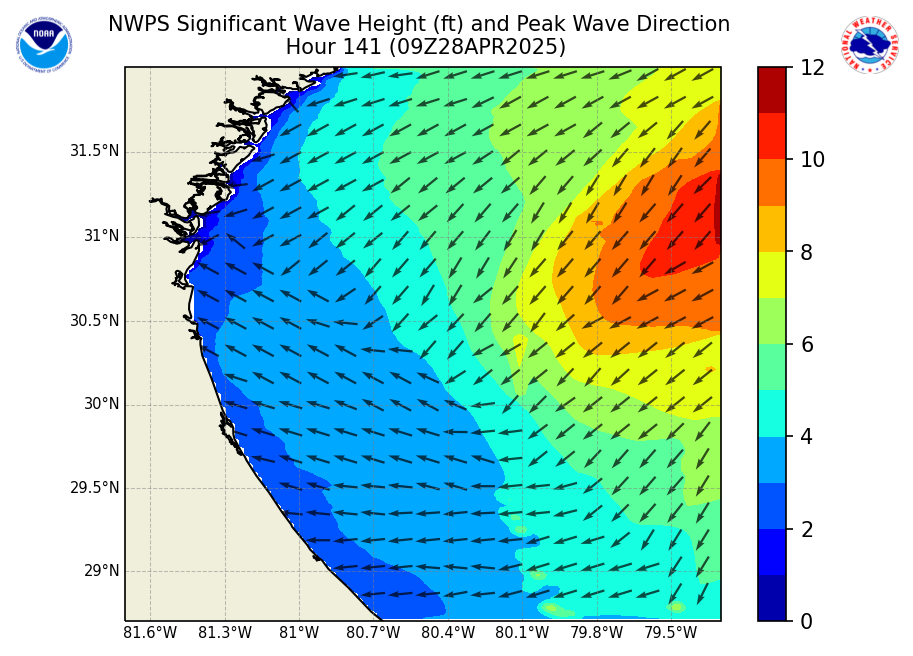 NWPS Significant Wave Height (ft) and Peak Wave Direction
Hour 141 (09Z28APR2025)
NOAA
NATIONAL WEATHER SERVICE
31.5°N
31°N
30.5°N
30°N
29.5°N
29°N
81.6°W 81.3°W 81°W 80.7°W 80.4°W 80.1°W 79.8°W 79.5°W
12
10
8
6
4
2
0